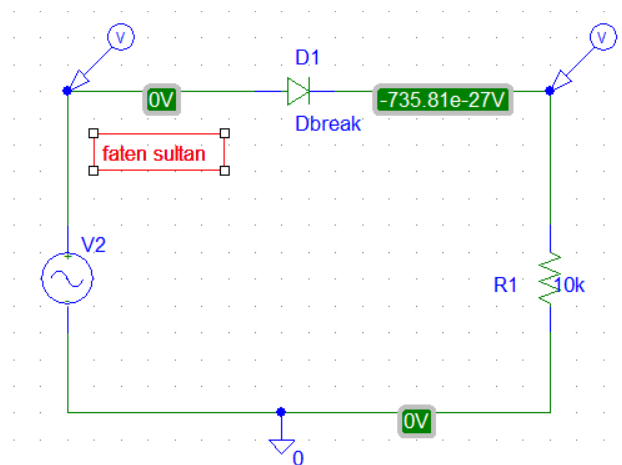 V
V
D1
0V
-735.81e-27V
Dbreak
faten sultan
V2
R1
10k
0V
0